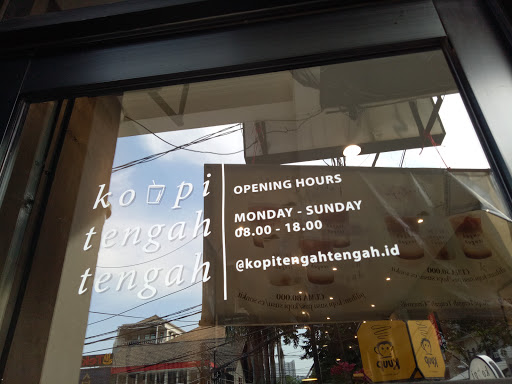 kopi
tengah
tengah
OPENING HOURS
MONDAY - SUNDAY
08.00 - 18.00
@kopitengahtengah.id